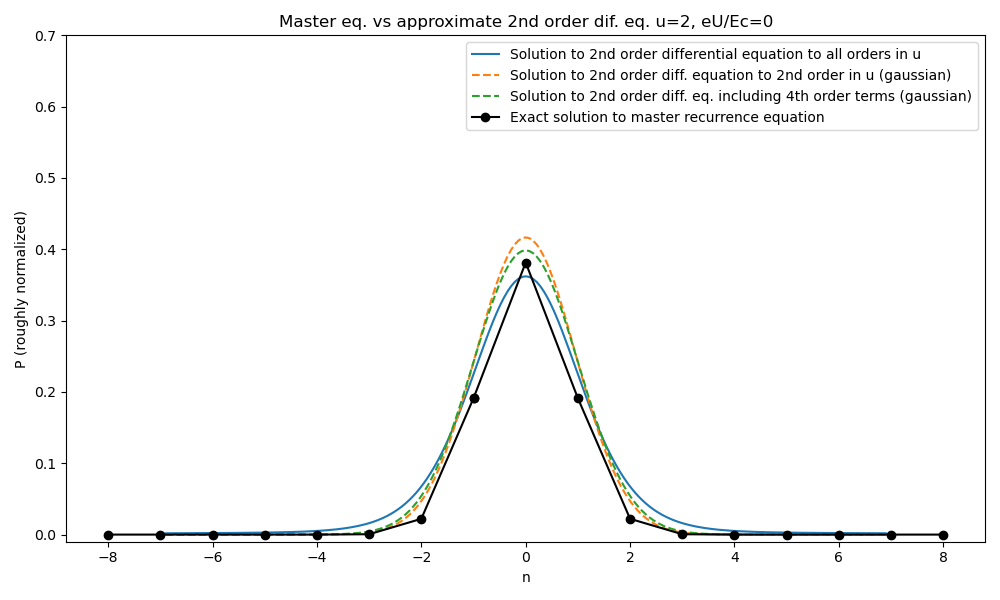 Master eq. vs approximate 2nd order dif. eq. u=2, eU/Ec=0
Solution to 2nd order differential equation to all orders in u
Solution to 2nd order diff. equation to 2nd order in u (gaussian)
Solution to 2nd order diff. eq. including 4th order terms (gaussian)
Exact solution to master recurrence equation
P (roughly normalized)
0.7
0.6
0.5
0.4
0.3
0.2
0.1
0.0
−8 −6 −4 −2 0 2 4 6 8
n